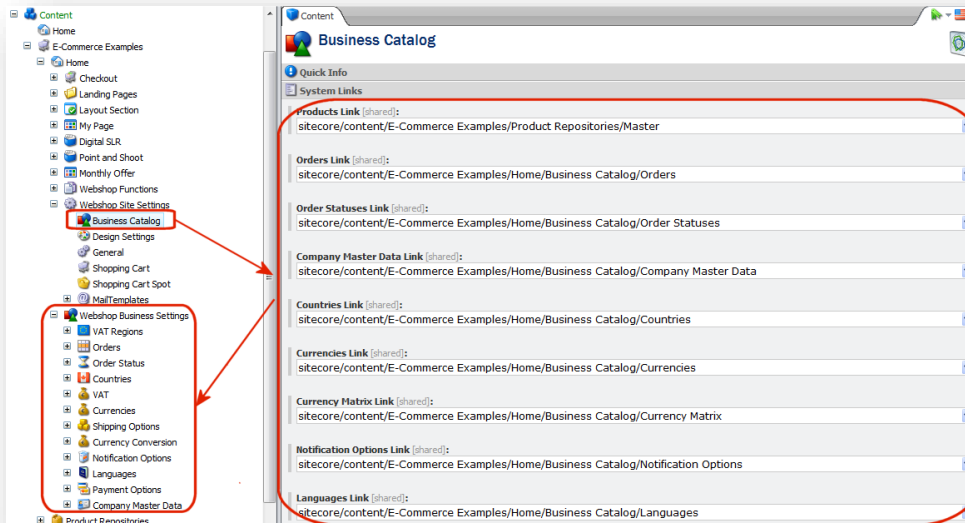 Content
Home
E-Commerce Examples
Home
Checkout
Landing Pages
Layout Section
My Page
Digital SLR
Point and Shoot
Monthly Offer
Webshop Functions
Webshop Site Settings
Business Catalog
Design Settings
General
Shopping Cart
Shopping Cart Spot
MailTemplates
Webshop Business Settings
VAT Regions
Orders
Order Status
Countries
VAT
Currencies
Shipping Options
Currency Conversion
Notification Options
Languages
Payment Options
Company Master Data
Product Repositories
Content
Business Catalog
Quick Info
System Links
Products Link [shared]:
sitecore/content/E-Commerce Examples/Product Repositories/Master
Orders Link [shared]:
sitecore/content/E-Commerce Examples/Home/Business Catalog/Orders
Order Statuses Link [shared]:
sitecore/content/E-Commerce Examples/Home/Business Catalog/Order Statuses
Company Master Data Link [shared]:
sitecore/content/E-Commerce Examples/Home/Business Catalog/Company Master Data
Countries Link [shared]:
sitecore/content/E-Commerce Examples/Home/Business Catalog/Countries
Currencies Link [shared]:
sitecore/content/E-Commerce Examples/Home/Business Catalog/Currencies
Currency Matrix Link [shared]:
sitecore/content/E-Commerce Examples/Home/Business Catalog/Currency Matrix
Notification Options Link [shared]:
sitecore/content/E-Commerce Examples/Home/Business Catalog/Notification Options
Languages Link [shared]:
sitecore/content/E-Commerce Examples/Home/Business Catalog/Languages